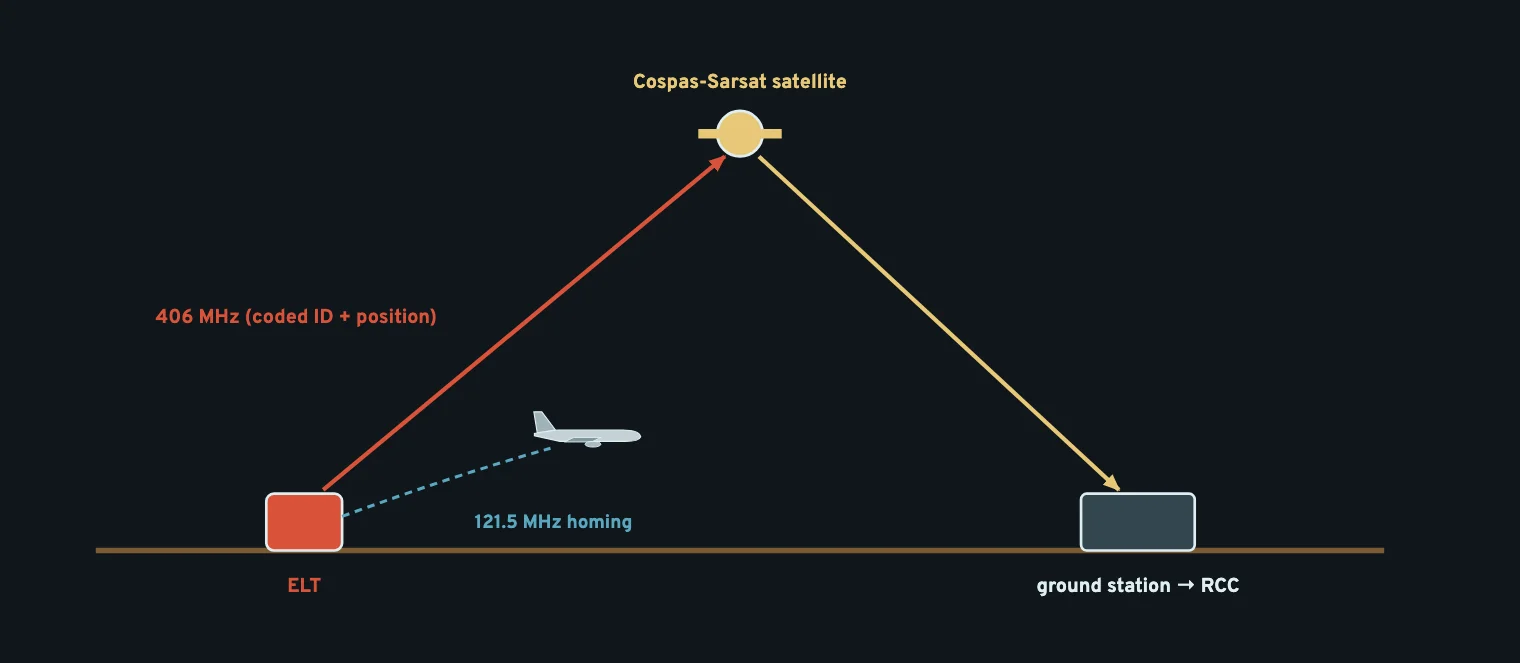 Cospas-Sarsat satellite
406 MHz (coded ID + position)
121.5 MHz homing
ELT
ground station → RCC